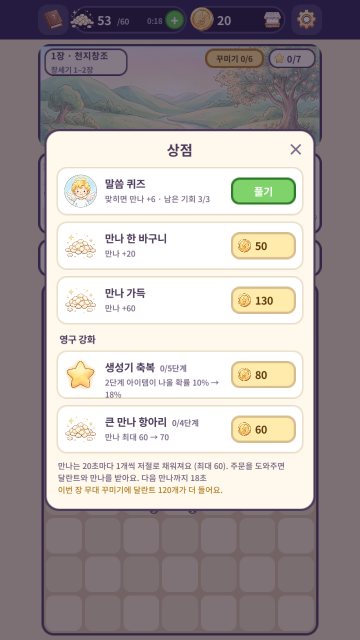 53 /60
0:18
20
1장 · 천지창조
창세기 1–2장
꾸미기 0/6
0/7
상점
말씀 퀴즈
맞히면 만나 +6 · 남은 기회 3/3
풀기
만나 한 바구니
만나 +20
50
만나 가득
만나 +60
130
영구 강화
생성기 축복 0/5단계
2단계 아이템이 나올 확률 10% →
18%
80
큰 만나 항아리 0/4단계
만나 최대 60 → 70
60
만나는 20초마다 1개씩 저절로 채워져요 (최대 60). 주문을 도와주면
달란트와 만나를 받아요. 다음 만나까지 18초
이번 장 무대 꾸미기에 달란트 120개가 더 들어요.